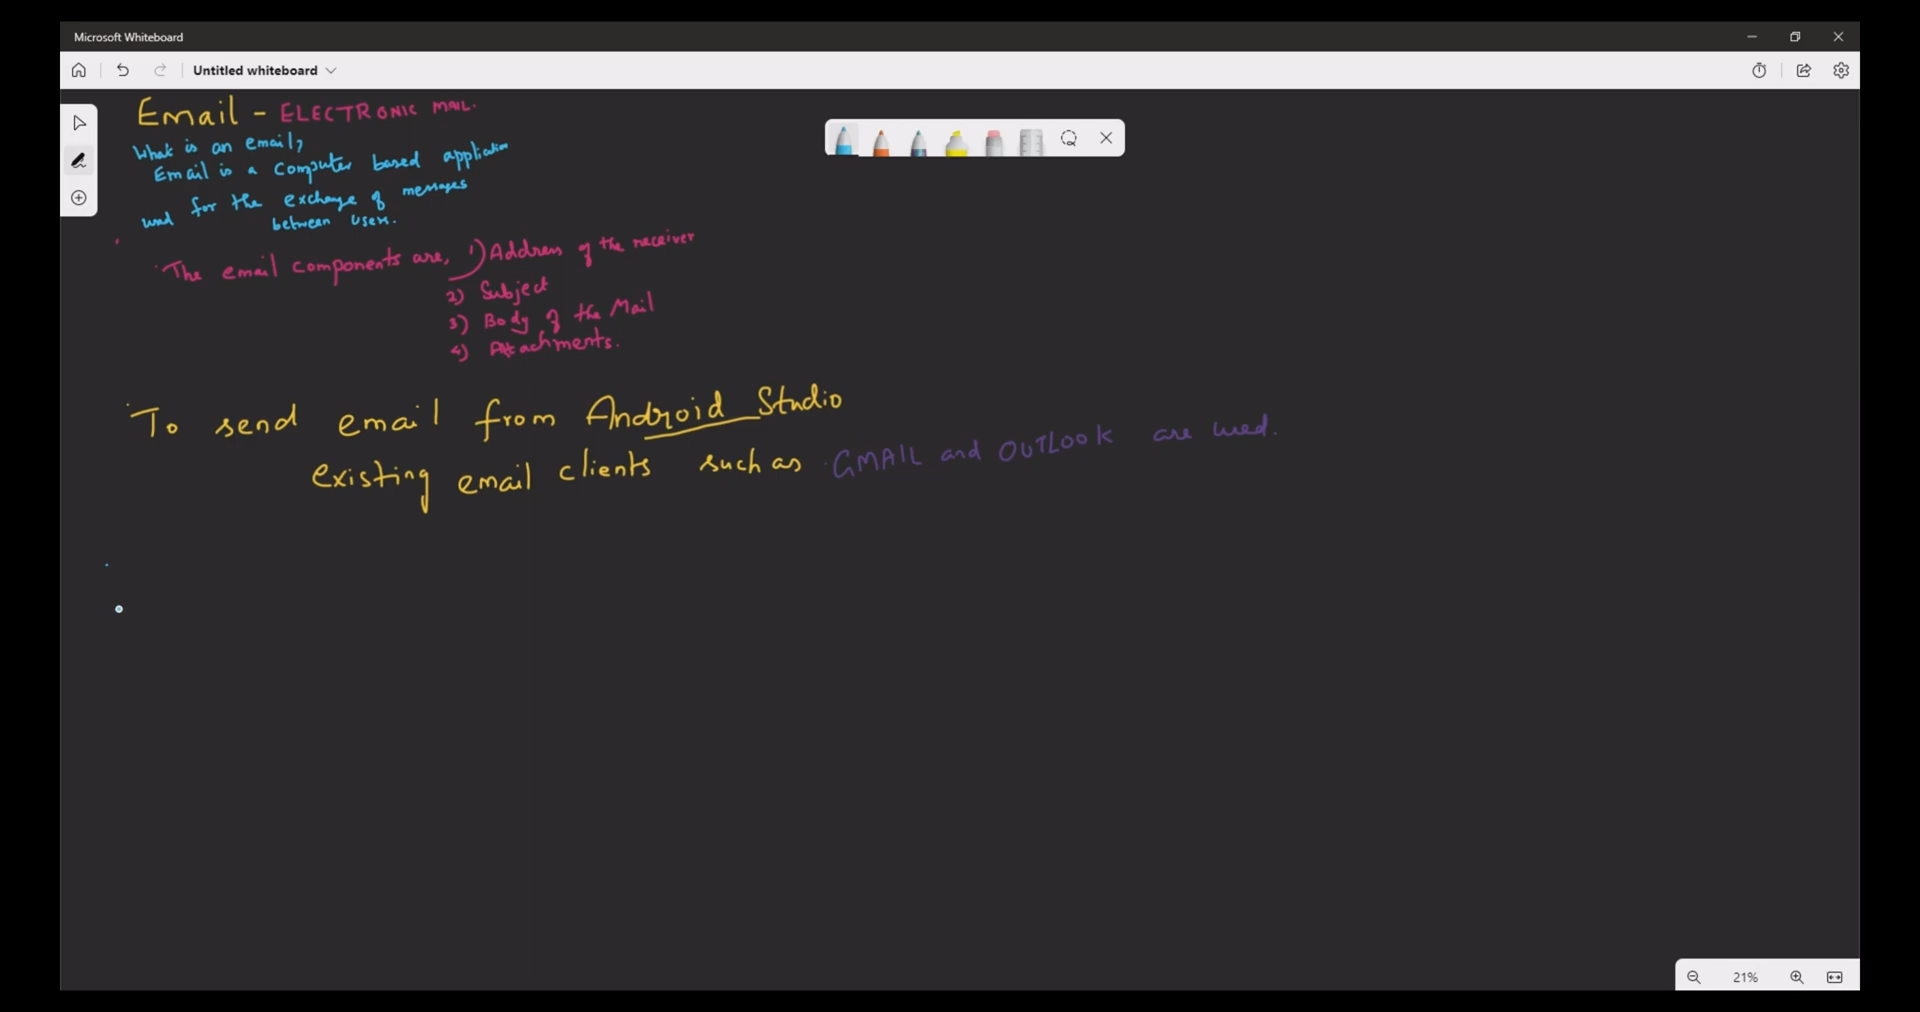 Microsoft Whiteboard
Untitled whiteboard
Email - ELECTRONIC MAIL.
What is an email?
Email is a computer based application
used for the exchange of messages
between users.
The email components are, 1) Address of the receiver
2) Subject
3) Body of the Mail
4) Attachments.
To send email from Android Studio
existing email clients such as GMAIL and OUTLOOK are used.
21%